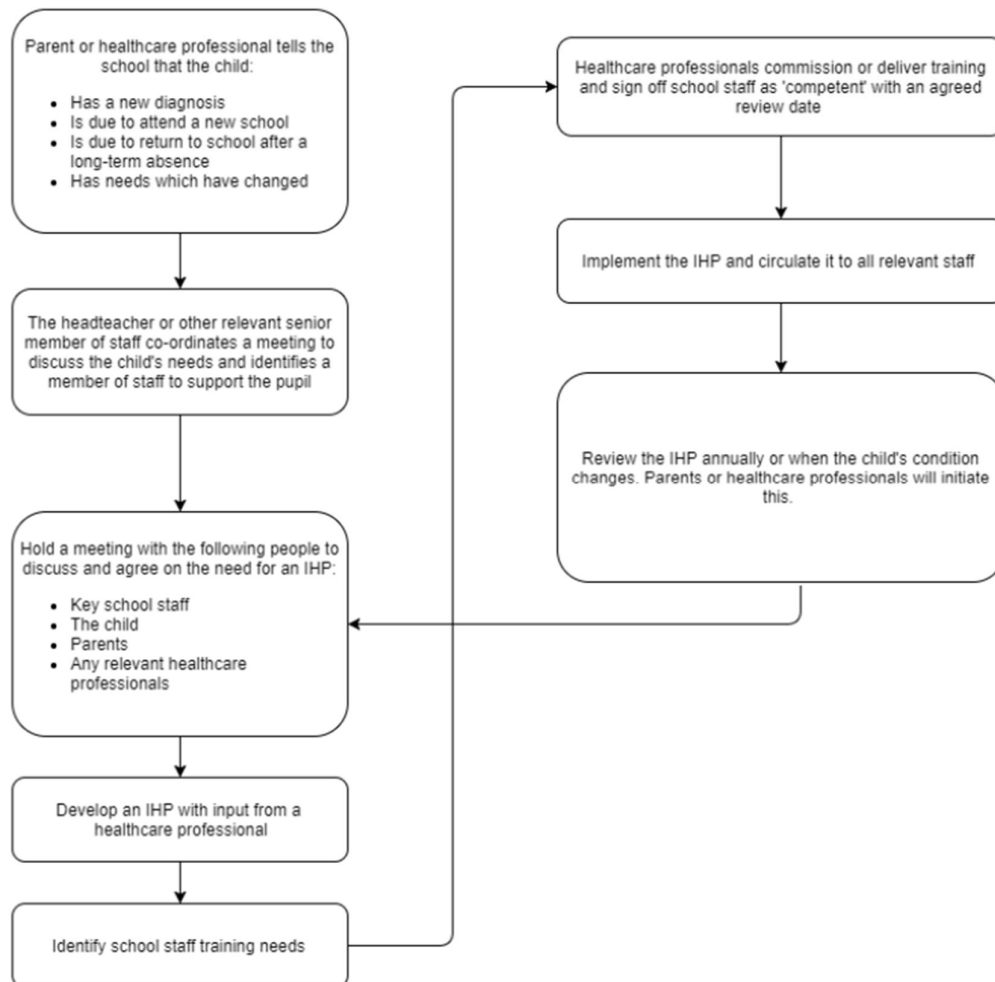 Parent or healthcare professional tells the
school that the child:
• Has a new diagnosis
• Is due to attend a new school
• Is due to return to school after a
long-term absence
• Has needs which have changed
The headteacher or other relevant senior
member of staff co-ordinates a meeting to
discuss the child's needs and identifies a
member of staff to support the pupil
Hold a meeting with the following people to
discuss and agree on the need for an IHP:
• Key school staff
• The child
• Parents
• Any relevant healthcare
professionals
Develop an IHP with input from a
healthcare professional
Identify school staff training needs
Healthcare professionals commission or deliver training
and sign off school staff as 'competent' with an agreed
review date
Implement the IHP and circulate it to all relevant staff
Review the IHP annually or when the child's condition
changes. Parents or healthcare professionals will initiate
this.